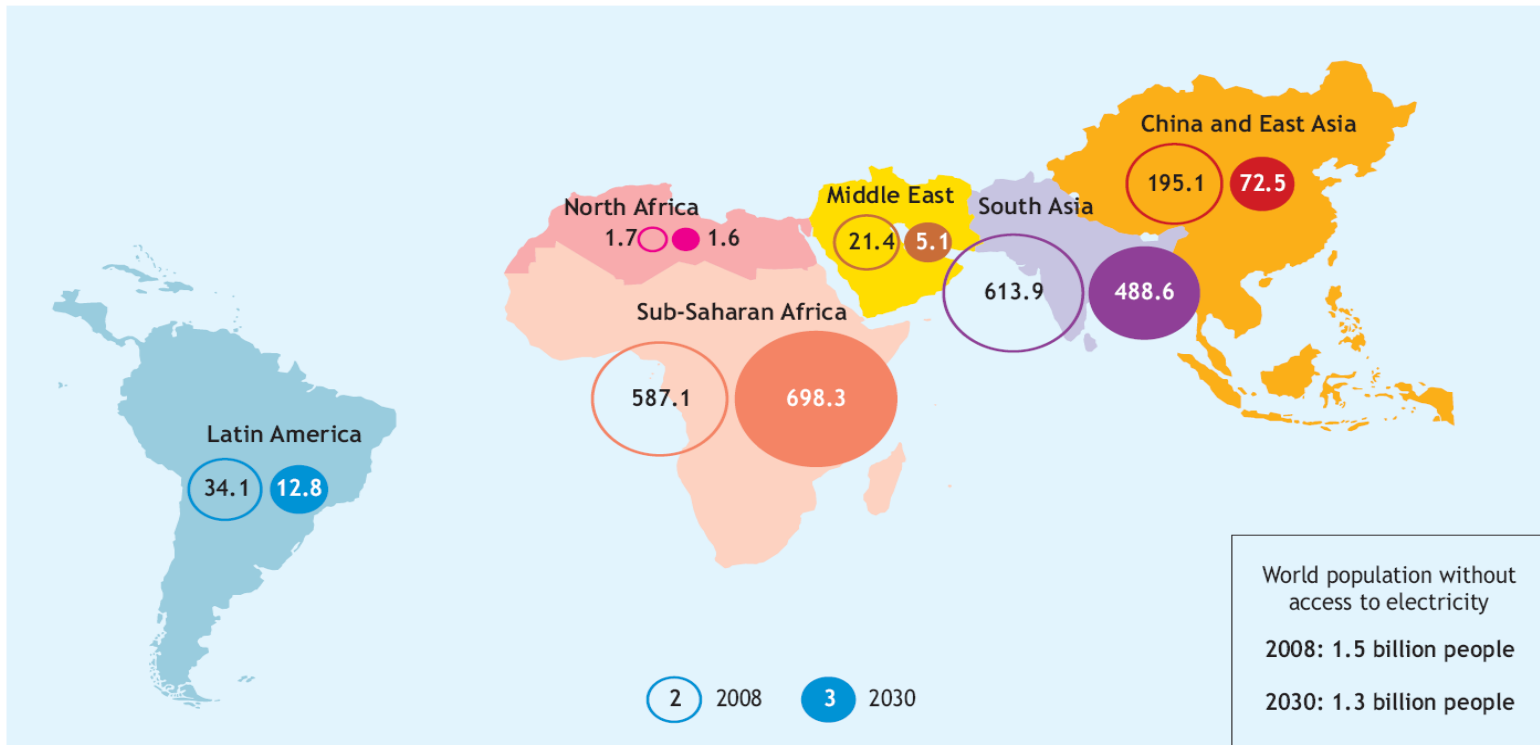 China and East Asia
195.1 72.5
Middle East
21.4 5.1
South Asia
613.9 488.6
North Africa
1.7 1.6
Sub-Saharan Africa
587.1 698.3
Latin America
34.1 12.8
World population without
access to electricity
2008: 1.5 billion people
2030: 1.3 billion people
2 2008 3 2030